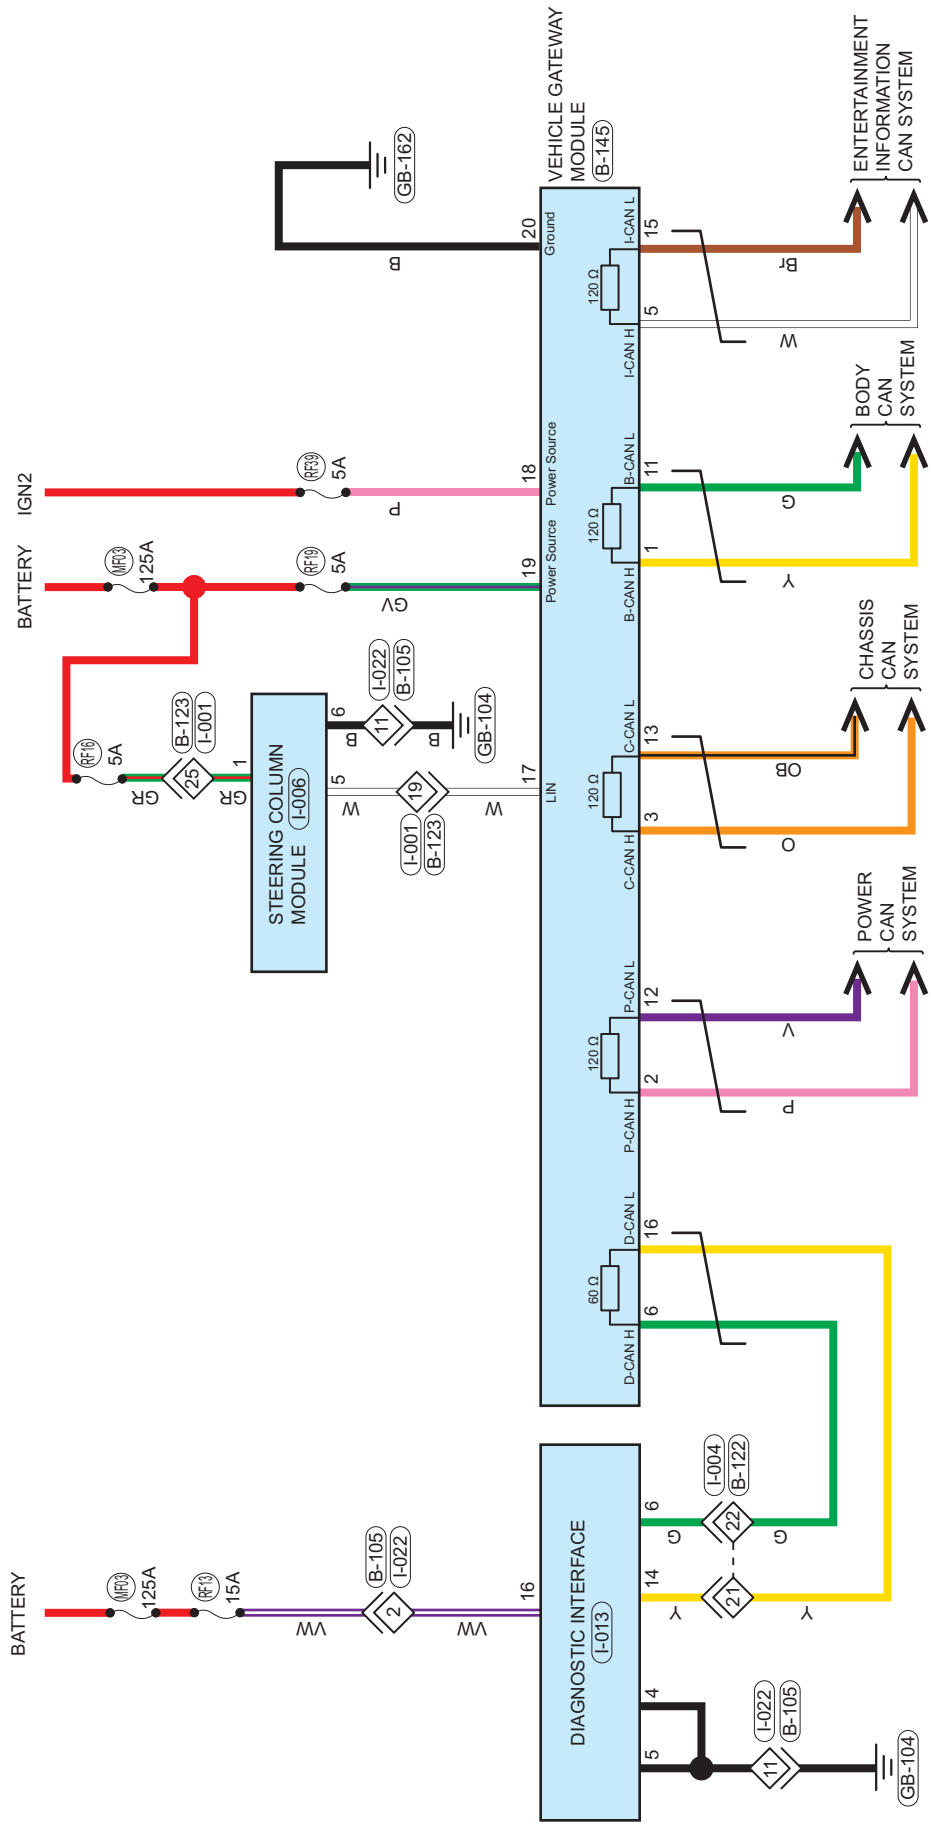 BATTERY
MF03
125A
RF13
15A
VW
B-105
I-022
2
VW
16
DIAGNOSTIC INTERFACE
I-013
5
4
14
6
Y
G
21
22
I-004
B-122
Y
G
11
I-022
B-105
GB-104
BATTERY
IGN2
MF03
125A
RF16
5A
RF19
5A
RF39
5A
GR
B-123
I-001
25
GR
1
GV
P
B
GB-162
STEERING COLUMN
MODULE
I-006
5
6
W
B
19
11
I-022
B-105
I-001
B-123
W
B
GB-104
17
19
18
20
LIN
Power Source
Power Source
Ground
VEHICLE GATEWAY
MODULE
B-145
60 Ω
120 Ω
120 Ω
120 Ω
120 Ω
D-CAN H
D-CAN L
P-CAN H
P-CAN L
C-CAN H
C-CAN L
B-CAN H
B-CAN L
I-CAN H
I-CAN L
6
16
2
12
3
13
1
11
5
15
P
V
O
OB
Y
G
W
Br
POWER
CAN
SYSTEM
CHASSIS
CAN
SYSTEM
BODY
CAN
SYSTEM
ENTERTAINMENT
INFORMATION
CAN SYSTEM